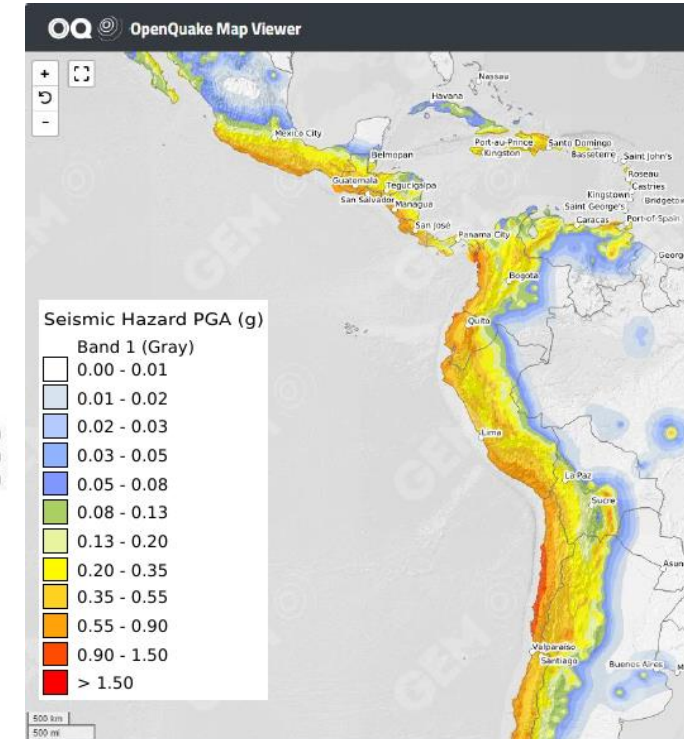 OQ OpenQuake Map Viewer
+
-
Nassau
Havana
Mexico City
Port-au-Prince
Santo Domingo
Kingston
Basseterre
Saint John's
Belmopan
Roseau
Guatemala
Tegucigalpa
Castries
San Salvador
Managua
Kingstown
Saint George's
San José
Caracas
Port-of-Spain
Panama City
Bogota
Quito
Lima
La Paz
Sucre
Valparaíso
Santiago
Buenos Aires
Seismic Hazard PGA (g)
Band 1 (Gray)
0.00 - 0.01
0.01 - 0.02
0.02 - 0.03
0.03 - 0.05
0.05 - 0.08
0.08 - 0.13
0.13 - 0.20
0.20 - 0.35
0.35 - 0.55
0.55 - 0.90
0.90 - 1.50
> 1.50
500 km
500 mi
GEM